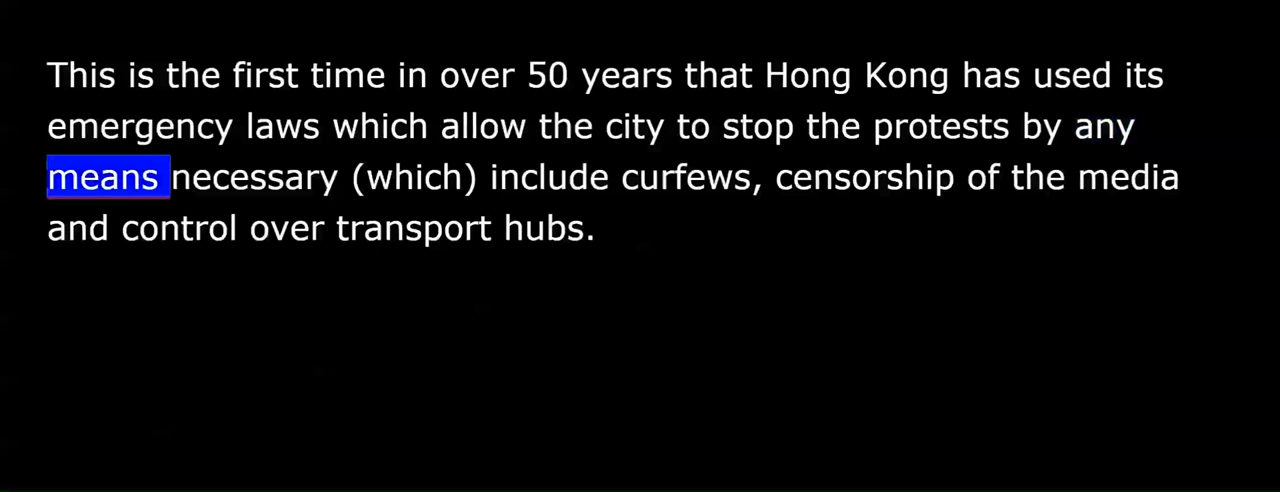 This is the first time in over 50 years that Hong Kong has used its
emergency laws which allow the city to stop the protests by any
means necessary (which) include curfews, censorship of the media
and control over transport hubs.